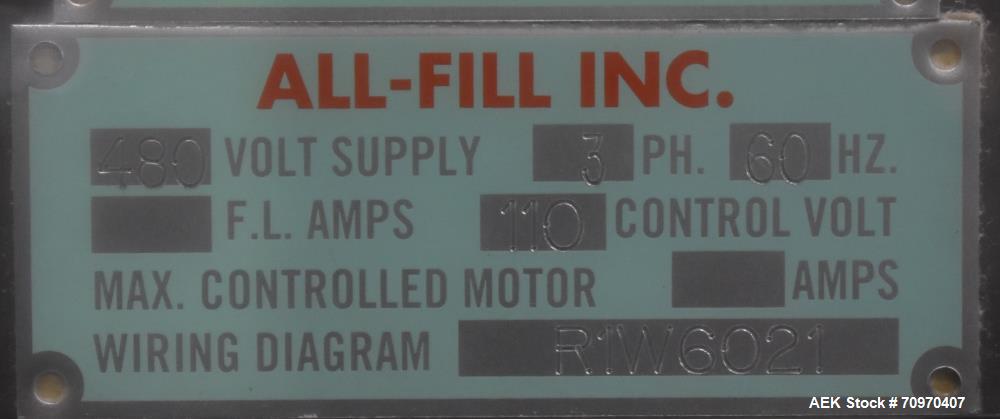 ALL-FILL INC.
480 VOLT SUPPLY 3 PH. 60 HZ.
F.L. AMPS 110 CONTROL VOLT
MAX. CONTROLLED MOTOR AMPS
WIRING DIAGRAM R1W6021
AEK Stock # 70970407